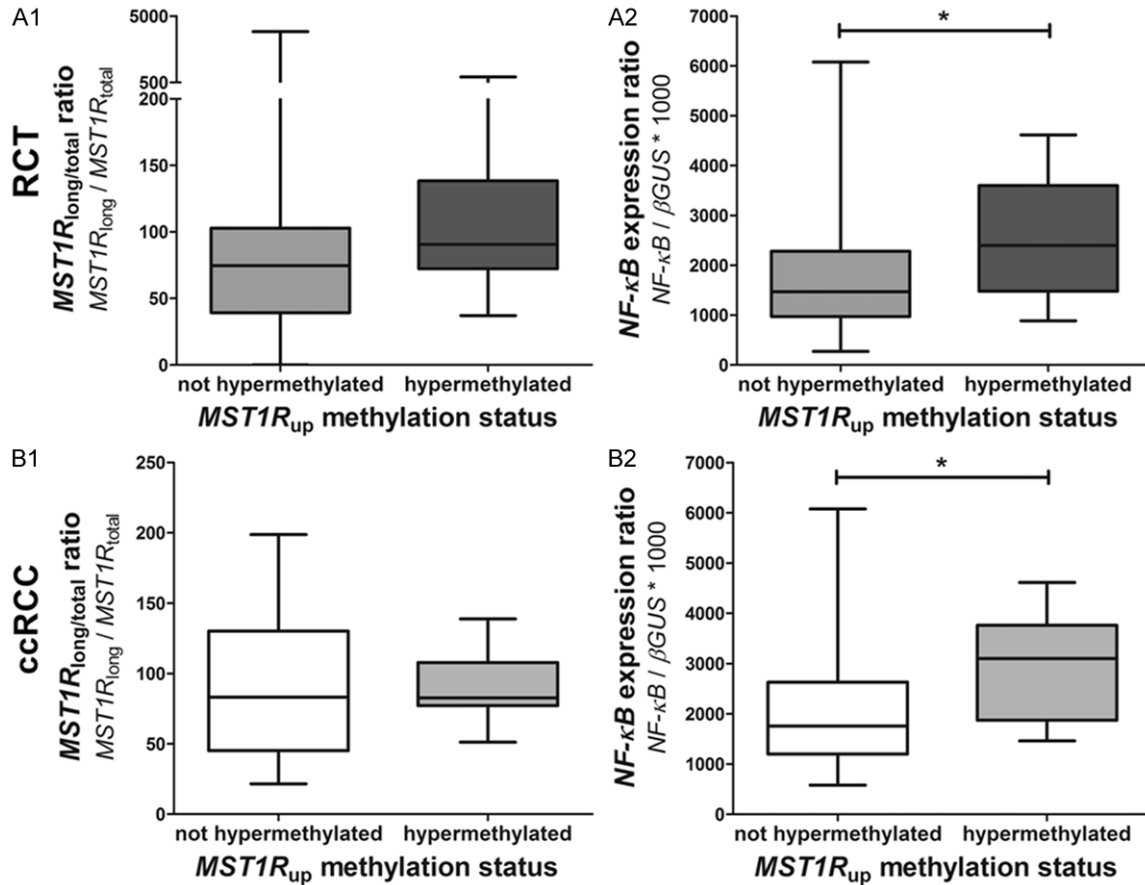 A1
RCT
MST1Rlong/total ratio
MST1Rlong / MST1Rtotal
5000
500
200
150
100
50
0
not hypermethylated hypermethylated
MST1Rup methylation status
A2
*
NF-κB expression ratio
NF-κB / βGUS * 1000
7000
6000
5000
4000
3000
2000
1000
0
not hypermethylated hypermethylated
MST1Rup methylation status
B1
ccRCC
MST1Rlong/total ratio
MST1Rlong / MST1Rtotal
250
200
150
100
50
0
not hypermethylated hypermethylated
MST1Rup methylation status
B2
*
NF-κB expression ratio
NF-κB / βGUS * 1000
7000
6000
5000
4000
3000
2000
1000
0
not hypermethylated hypermethylated
MST1Rup methylation status